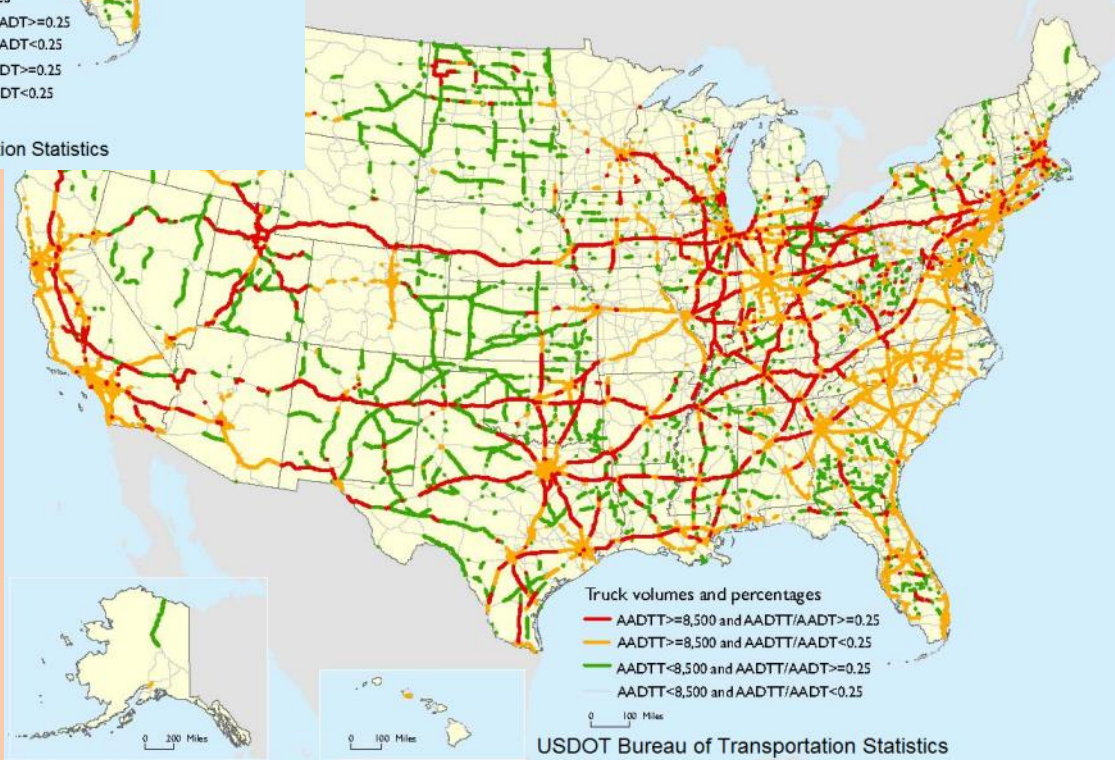 ADT>=0.25
ADT<0.25
DT>=0.25
DT<0.25
tion Statistics
Truck volumes and percentages
AADTT>=8,500 and AADTT/AADT>=0.25
AADTT>=8,500 and AADTT/AADT<0.25
AADTT<8,500 and AADTT/AADT>=0.25
AADTT<8,500 and AADTT/AADT<0.25
0 100 Miles
0 200 Miles
0 100 Miles
USDOT Bureau of Transportation Statistics